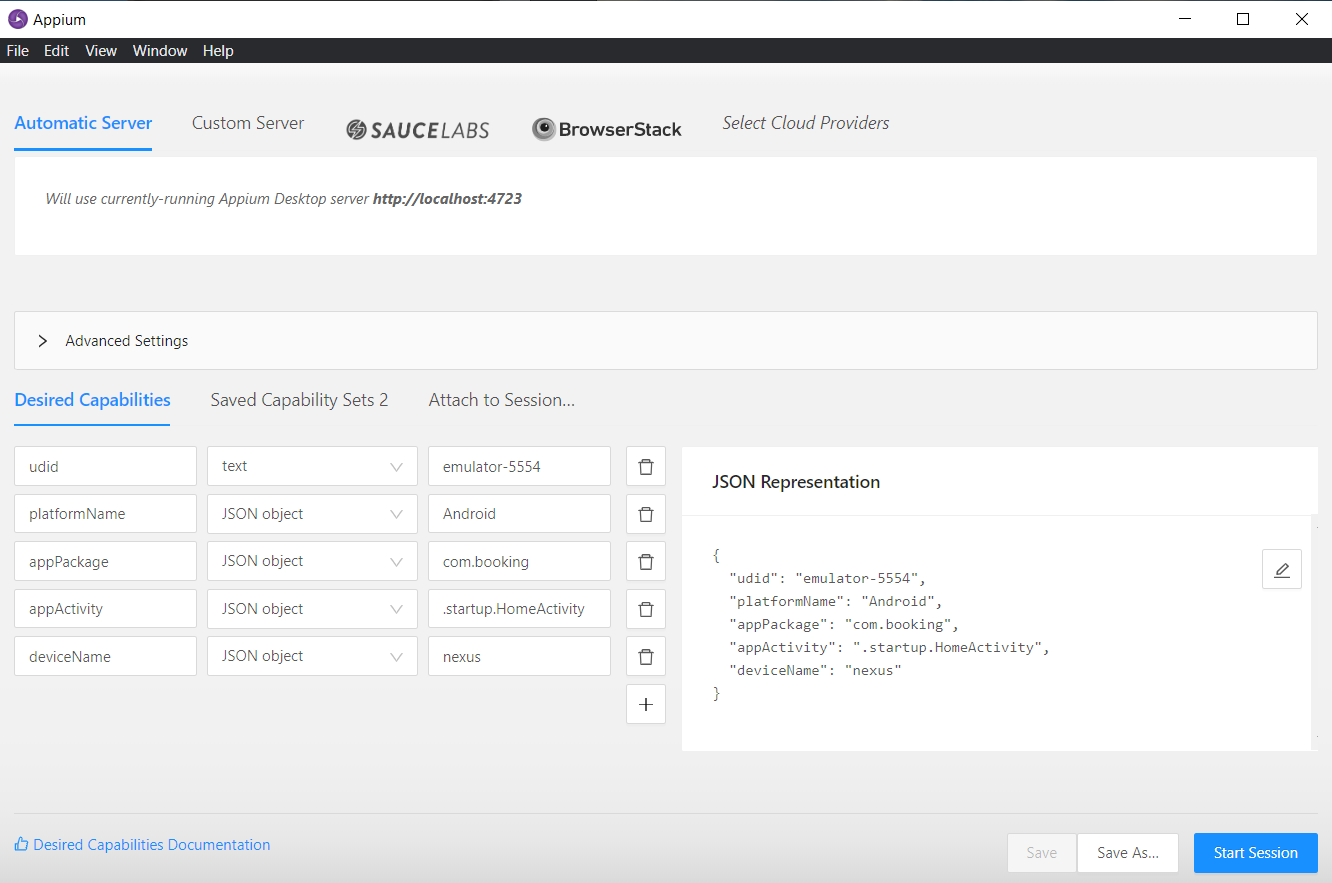 Appium
File Edit View Window Help
Automatic Server Custom Server SAUCELABS BrowserStack Select Cloud Providers
Will use currently-running Appium Desktop server http://localhost:4723
Advanced Settings
Desired Capabilities Saved Capability Sets 2 Attach to Session...
udid text emulator-5554
platformName JSON object Android
appPackage JSON object com.booking
appActivity JSON object .startup.HomeActivity
deviceName JSON object nexus
JSON Representation
{
"udid": "emulator-5554",
"platformName": "Android",
"appPackage": "com.booking",
"appActivity": ".startup.HomeActivity",
"deviceName": "nexus"
}
Desired Capabilities Documentation
Save Save As... Start Session